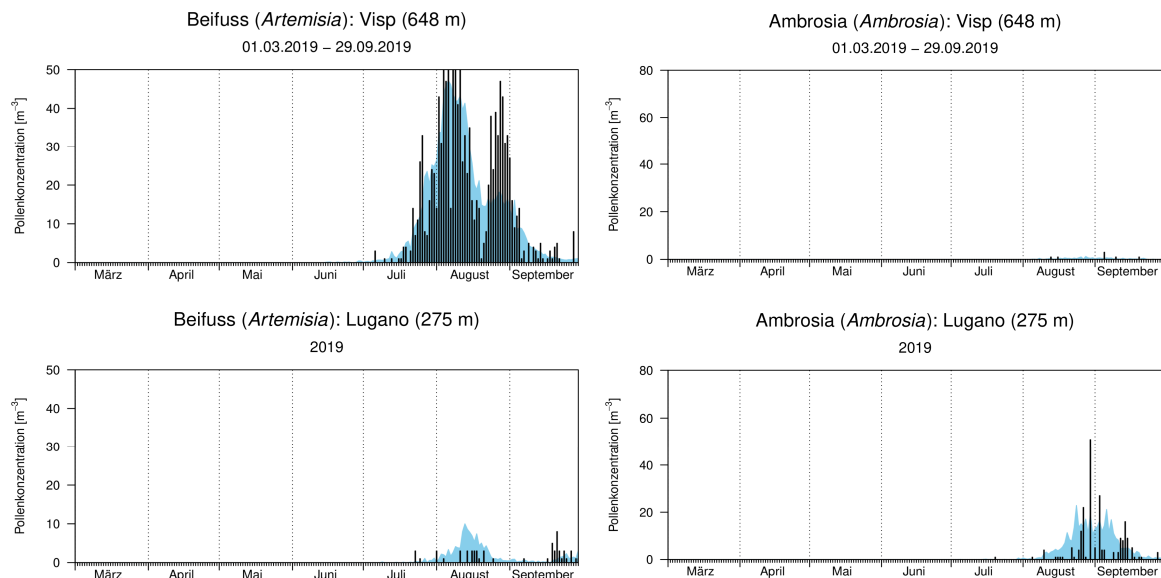 Beifuss (Artemisia): Visp (648 m)
01.03.2019 – 29.09.2019
Pollenkonzentration [m⁻³]
50
40
30
20
10
0
März April Mai Juni Juli August September
Ambrosia (Ambrosia): Visp (648 m)
01.03.2019 – 29.09.2019
Pollenkonzentration [m⁻³]
80
60
40
20
0
März April Mai Juni Juli August September
Beifuss (Artemisia): Lugano (275 m)
2019
Pollenkonzentration [m⁻³]
50
40
30
20
10
0
März April Mai Juni Juli August September
Ambrosia (Ambrosia): Lugano (275 m)
2019
Pollenkonzentration [m⁻³]
80
60
40
20
0
März April Mai Juni Juli August September